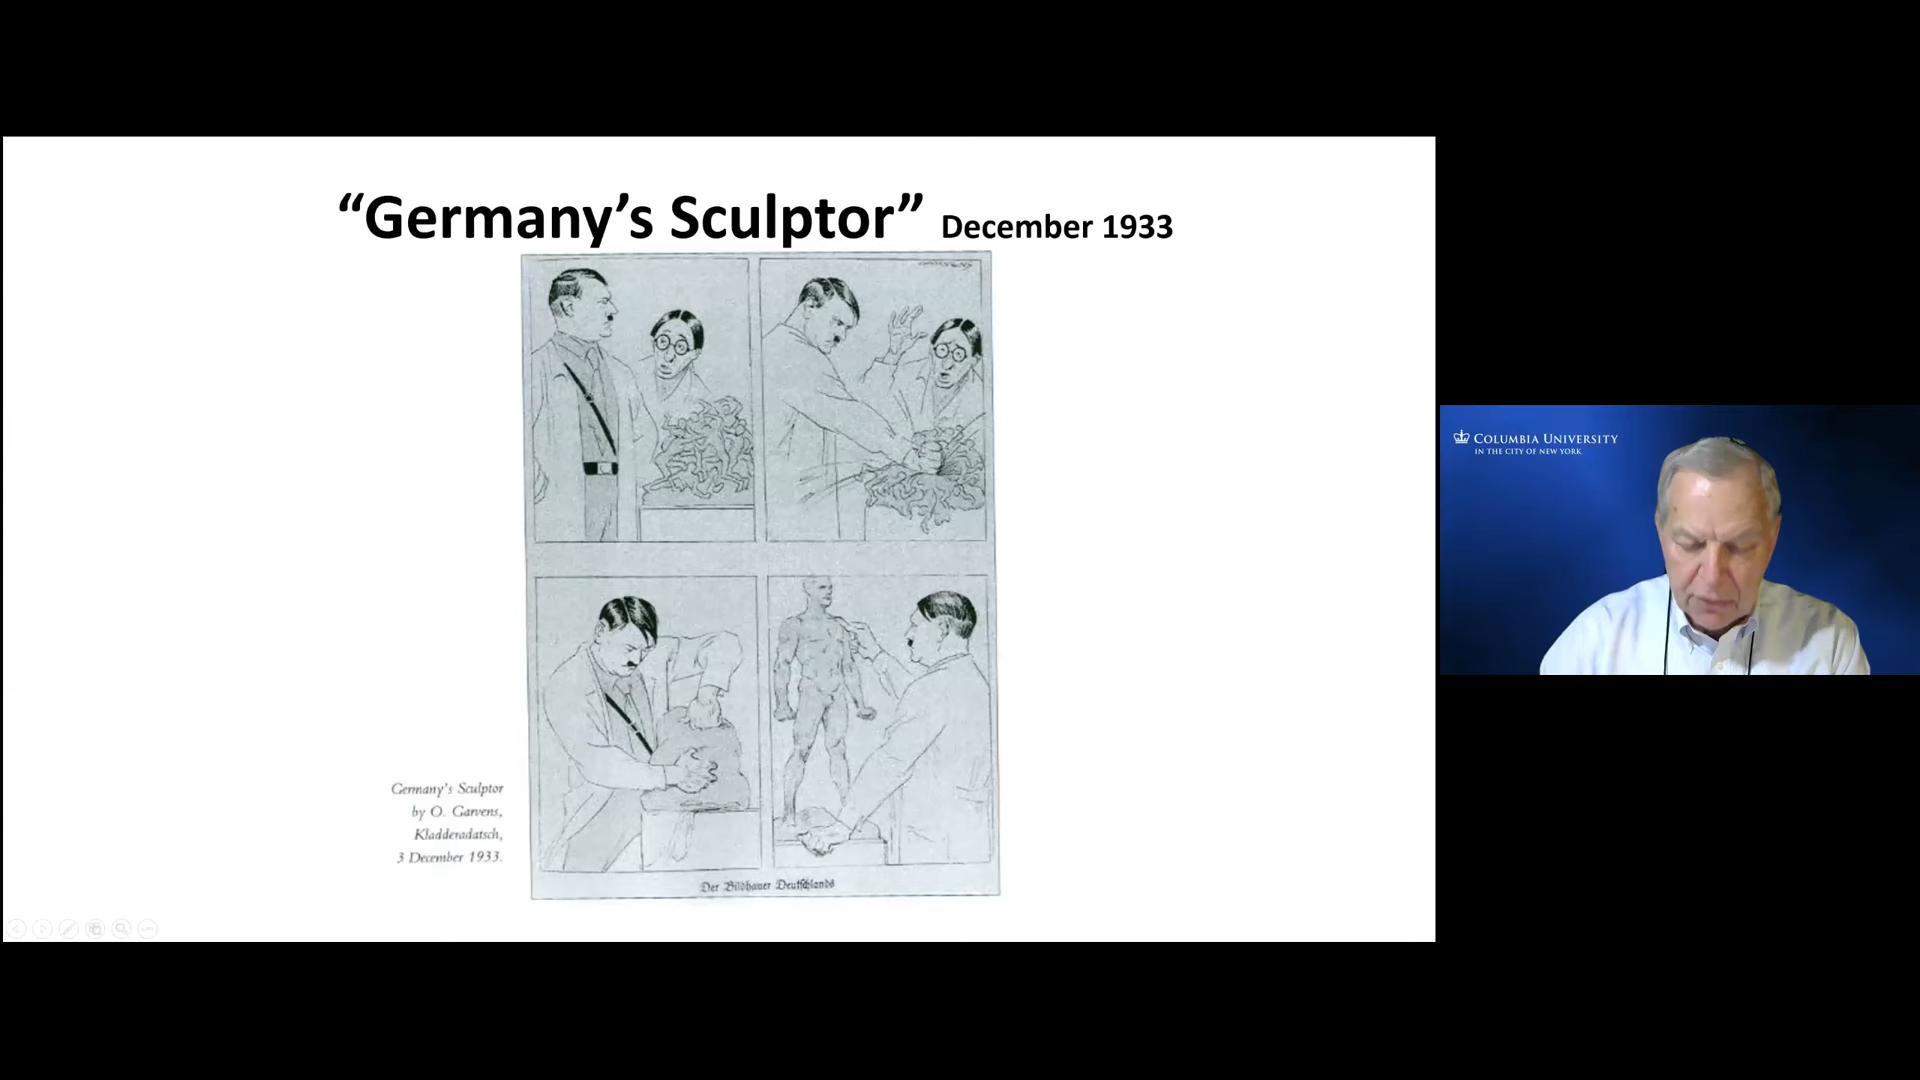 “Germany’s Sculptor” December 1933
Germany's Sculptor
by O. Garvens,
Kladderadatsch,
3 December 1933.
Der Bildhauer Deutschlands
COLUMBIA UNIVERSITY
IN THE CITY OF NEW YORK